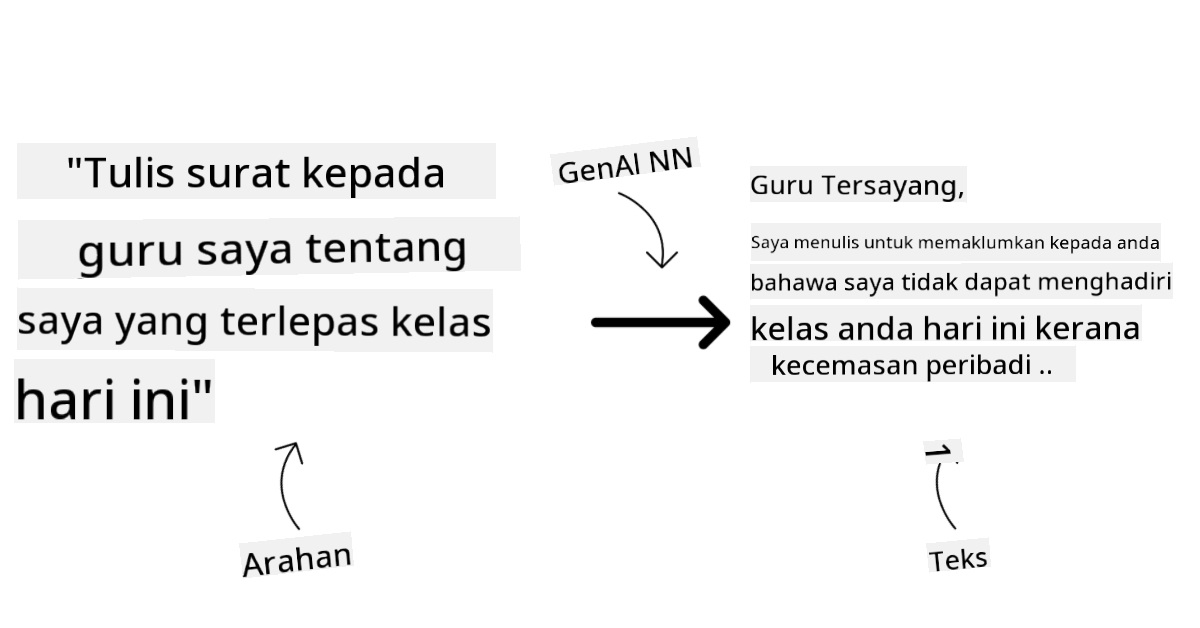 "Tulis surat kepada
guru saya tentang
saya yang terlepas kelas
hari ini"
Arahan
GenAI NN
Guru Tersayang,
Saya menulis untuk memaklumkan kepada anda
bahawa saya tidak dapat menghadiri
kelas anda hari ini kerana
kecemasan peribadi ..
Teks